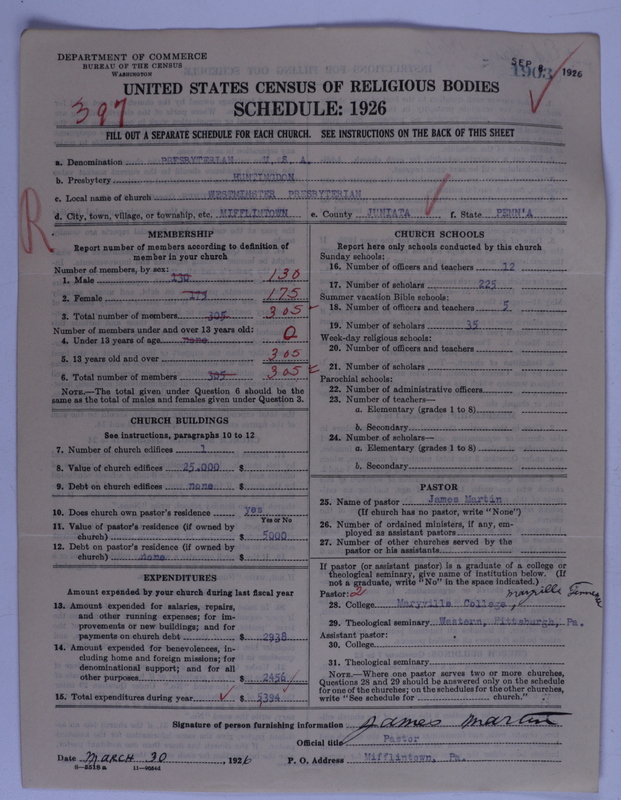 DEPARTMENT OF COMMERCE
BUREAU OF THE CENSUS
WASHINGTON
SEP 8, 1926
1903
UNITED STATES CENSUS OF RELIGIOUS BODIES
SCHEDULE: 1926
397
FILL OUT A SEPARATE SCHEDULE FOR EACH CHURCH. SEE INSTRUCTIONS ON THE BACK OF THIS SHEET
a. Denomination PRESBYTERIAN U. S. A.
b. Presbytery HUNTINGDON
c. Local name of church WESTMINSTER PRESBYTERIAN
d. City, town, village, or township, etc. MIFFLINTOWN e. County JUNIATA f. State PENN'A
R
MEMBERSHIP
Report number of members according to definition of
member in your church
Number of members, by sex:
1. Male 130 130
2. Female 175 175
3. Total number of members 305 305
Number of members under and over 13 years old:
4. Under 13 years of age none 0
5. 13 years old and over 305
6. Total number of members 305 305
NOTE.—The total given under Question 6 should be the
same as the total of males and females given under Question 3.
CHURCH BUILDINGS
See instructions, paragraphs 10 to 12
7. Number of church edifices 1
8. Value of church edifices 25,000 $
9. Debt on church edifices none $
10. Does church own pastor's residence yes
Yes or No
11. Value of pastor's residence (if owned by
church) $ 5000
12. Debt on pastor's residence (if owned by
church) none $
EXPENDITURES
Amount expended by your church during last fiscal year
13. Amount expended for salaries, repairs,
and other running expenses; for im-
provements or new buildings; and for
payments on church debt $ 2938
14. Amount expended for benevolences, in-
cluding home and foreign missions; for
denominational support; and for all
other purposes $ 2456
15. Total expenditures during year $ 5394
CHURCH SCHOOLS
Report here only schools conducted by this church
Sunday schools:
16. Number of officers and teachers 12
17. Number of scholars 225
Summer vacation Bible schools:
18. Number of officers and teachers 5
19. Number of scholars 35
Week-day religious schools:
20. Number of officers and teachers
21. Number of scholars
Parochial schools:
22. Number of administrative officers
23. Number of teachers—
a. Elementary (grades 1 to 8)
b. Secondary
24. Number of scholars—
a. Elementary (grades 1 to 8)
b. Secondary
PASTOR
25. Name of pastor James Martin
(If church has no pastor, write "None")
26. Number of ordained ministers, if any, em-
ployed as assistant pastors
27. Number of other churches served by the
pastor or his assistants
If pastor (or assistant pastor) is a graduate of a college or
theological seminary, give name of institution below. (If
not a graduate, write "No" in the space indicated.)
Pastor: 2
28. College Maryville College, Maryville Tennessee
29. Theological seminary Western, Pittsburgh, Pa.
Assistant pastor:
30. College
31. Theological seminary
NOTE.—Where one pastor serves two or more churches,
Questions 28 and 29 should be answered only on the schedule
for one of the churches; on the schedules for the other churches,
write "See schedule for church."
Signature of person furnishing information James Martin
Official title Pastor
Date MARCH 30, 1926 P. O. Address Mifflintown, Pa.
8—5518a 11—9056d